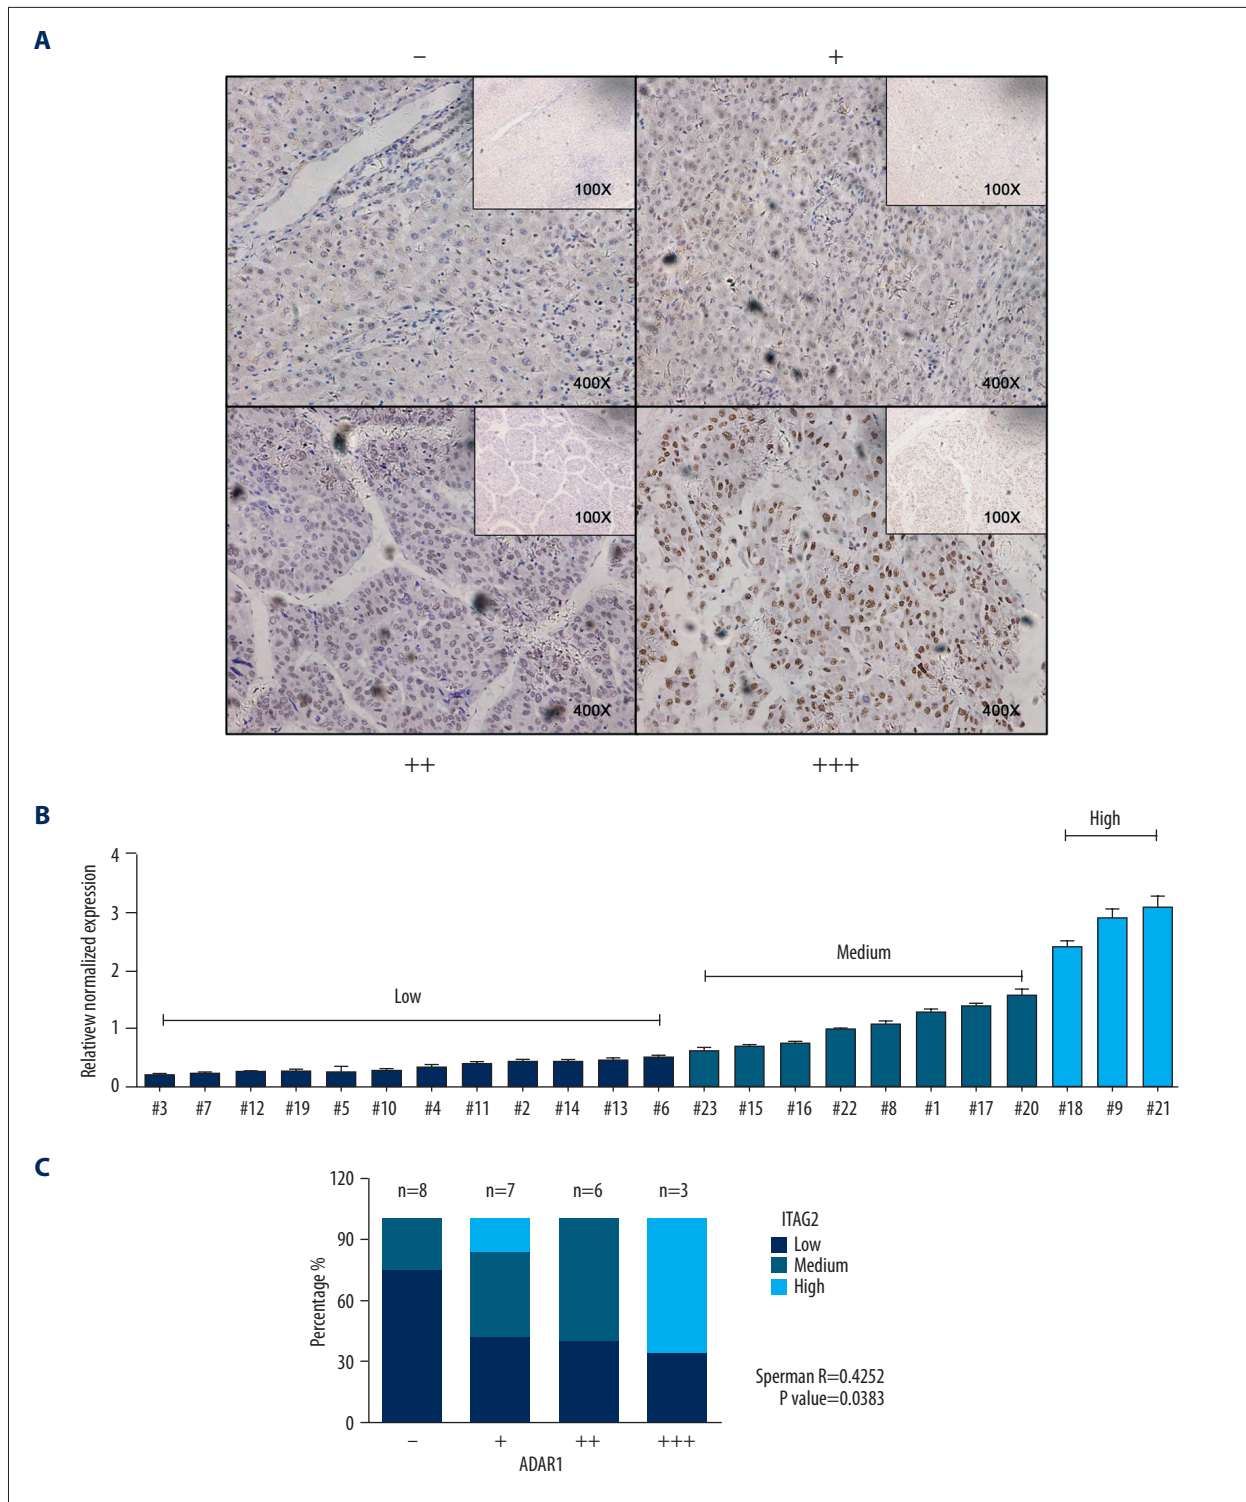 A
– +
100X 100X
400X 400X
100X 100X
400X 400X
++ +++
B
Relativew normalized expression
4
3
2
1
0
Low
Medium
High
#3 #7 #12 #19 #5 #10 #4 #11 #2 #14 #13 #6 #23 #15 #16 #22 #8 #1 #17 #20 #18 #9 #21
C
Percentage %
120
90
60
30
0
n=8 n=7 n=6 n=3
– + ++ +++
ADAR1
ITAG2
Low
Medium
High
Sperman R=0.4252
P value=0.0383